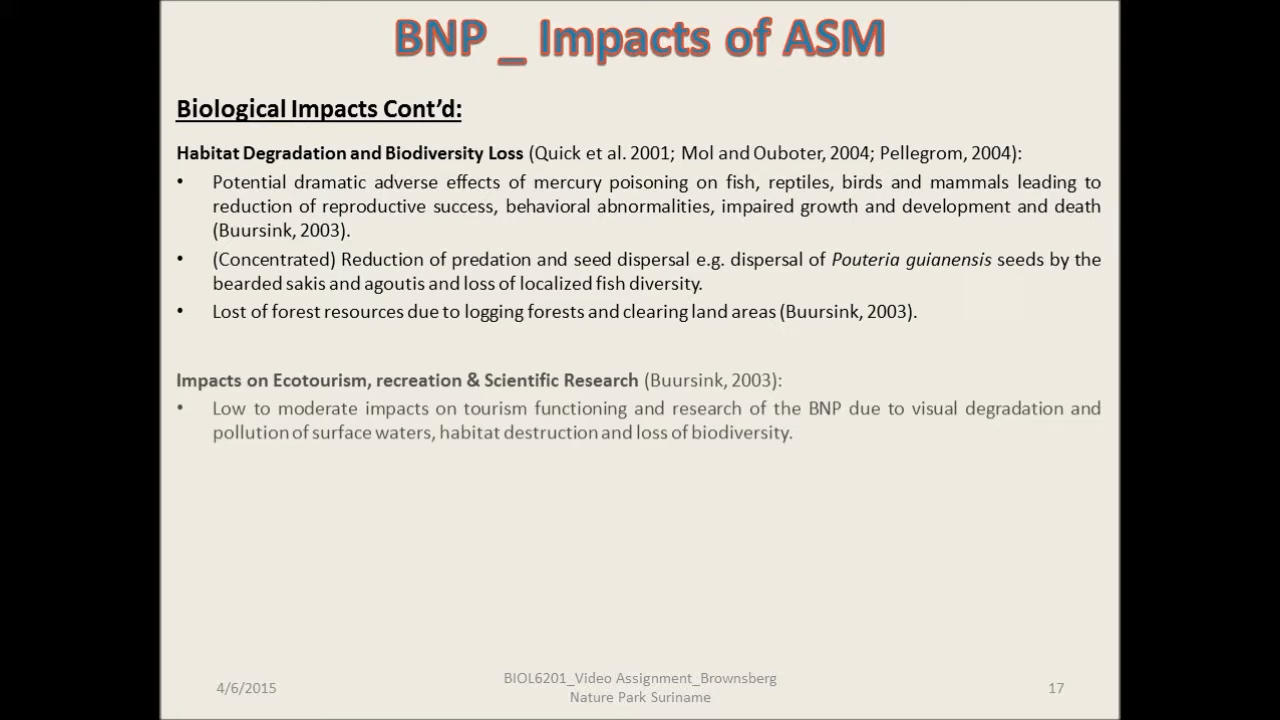 BNP _ Impacts of ASM
Biological Impacts Cont’d:
Habitat Degradation and Biodiversity Loss (Quick et al. 2001; Mol and Ouboter, 2004; Pellegrom, 2004):
• Potential dramatic adverse effects of mercury poisoning on fish, reptiles, birds and mammals leading to
reduction of reproductive success, behavioral abnormalities, impaired growth and development and death
(Buursink, 2003).
• (Concentrated) Reduction of predation and seed dispersal e.g. dispersal of Pouteria guianensis seeds by the
bearded sakis and agoutis and loss of localized fish diversity.
• Lost of forest resources due to logging forests and clearing land areas (Buursink, 2003).
Impacts on Ecotourism, recreation & Scientific Research (Buursink, 2003):
• Low to moderate impacts on tourism functioning and research of the BNP due to visual degradation and
pollution of surface waters, habitat destruction and loss of biodiversity.
4/6/2015
BIOL6201_Video Assignment_Brownsberg
Nature Park Suriname
17